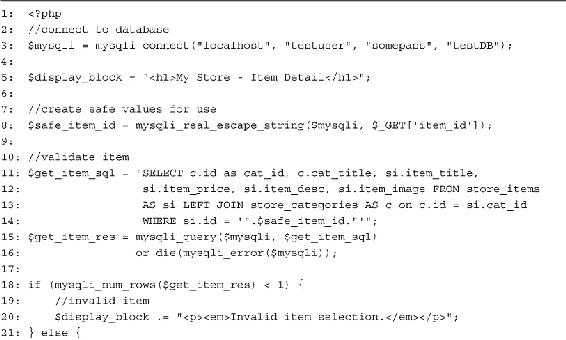 1: <?php
2: //connect to database
3: $mysqli = mysqli_connect("localhost", "testuser", "somepass", "testDB");
4:
5: $display_block = "<h1>My Store - Item Detail</h1>";
6:
7: //create safe values for use
8: $safe_item_id = mysqli_real_escape_string($mysqli, $_GET['item_id']);
9:
10: //validate item
11: $get_item_sql = "SELECT c.id as cat_id, c.cat_title, si.item_title,
12: si.item_price, si.item_desc, si.item_image FROM store_items
13: AS si LEFT JOIN store_categories AS c on c.id = si.cat_id
14: WHERE si.id = '".$safe_item_id."'";
15: $get_item_res = mysqli_query($mysqli, $get_item_sql)
16: or die(mysqli_error($mysqli));
17:
18: if (mysqli_num_rows($get_item_res) < 1) {
19: //invalid item
20: $display_block .= "<p><em>Invalid item selection.</em></p>";
21: } else {